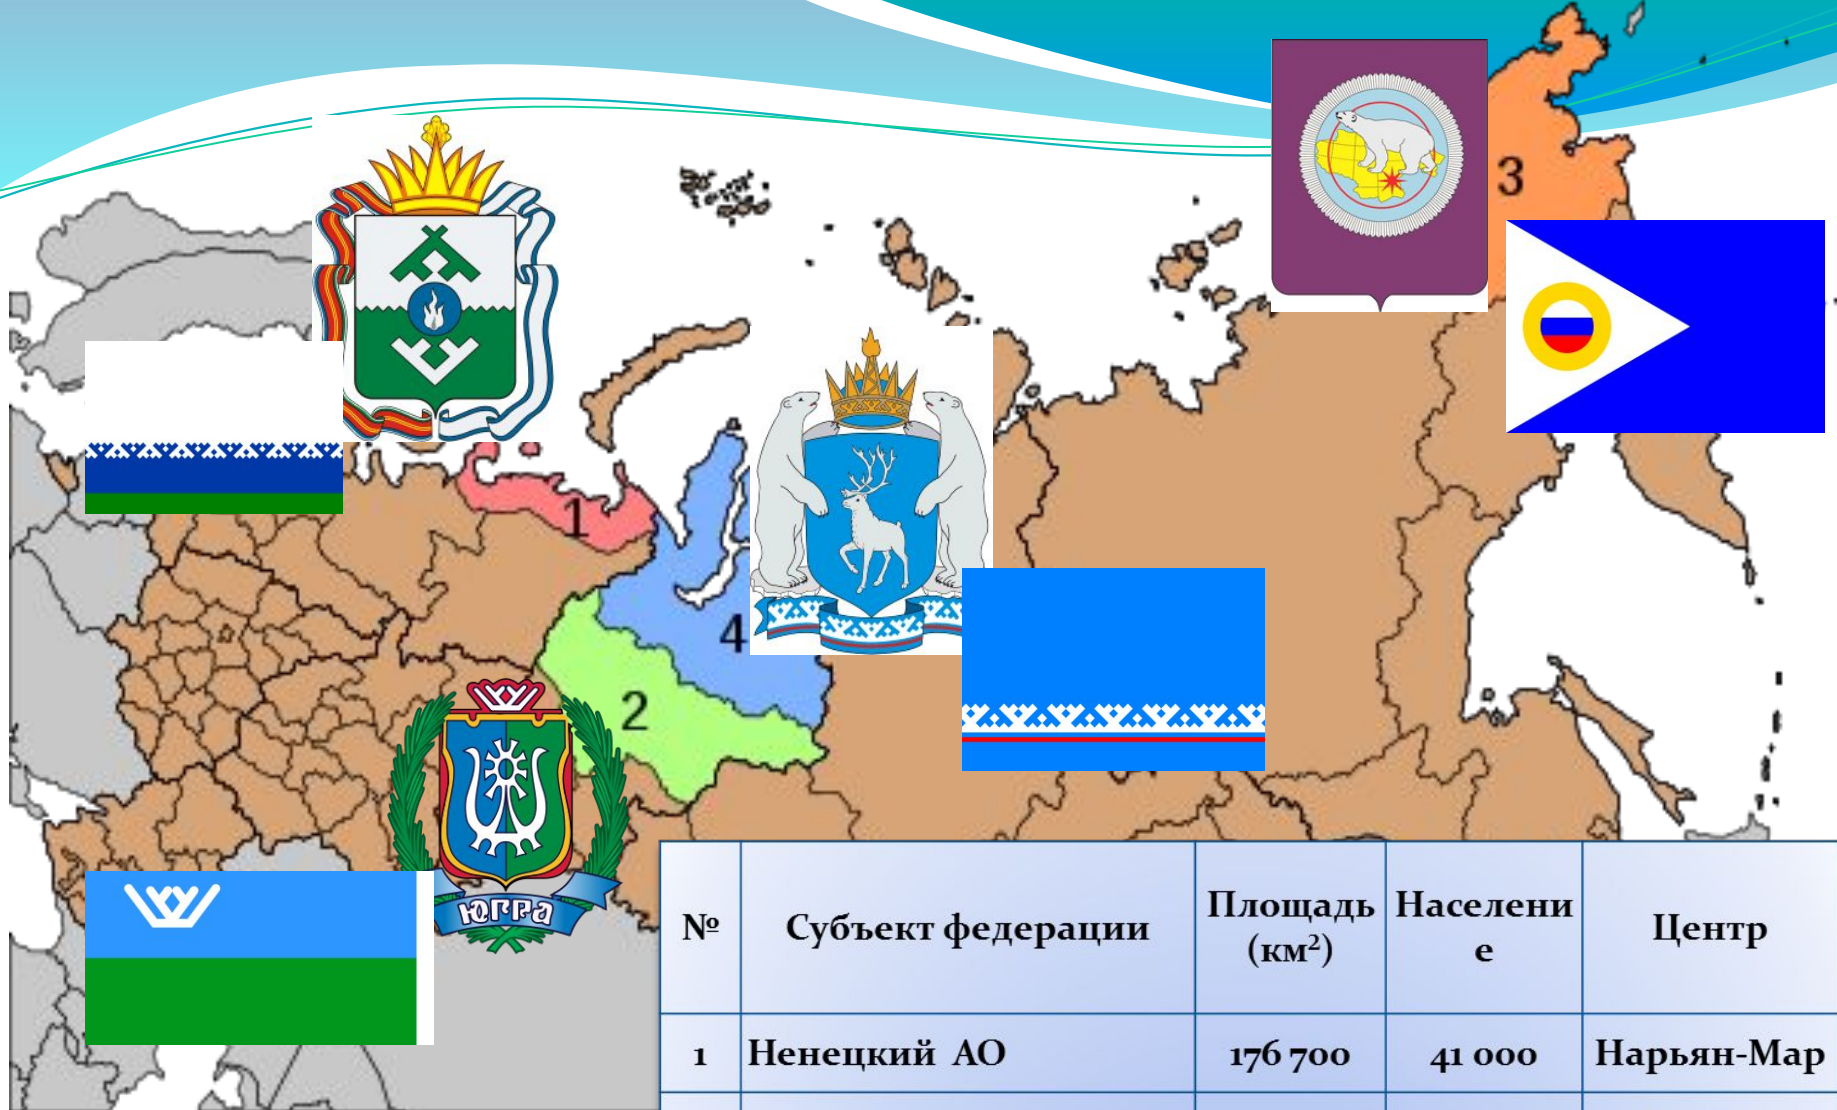 3
1
4
2
ЮГРА
№
Субъект федерации
Площадь
(км²)
Населени
е
Центр
1
Ненецкий АО
176 700
41 000
Нарьян-Мар